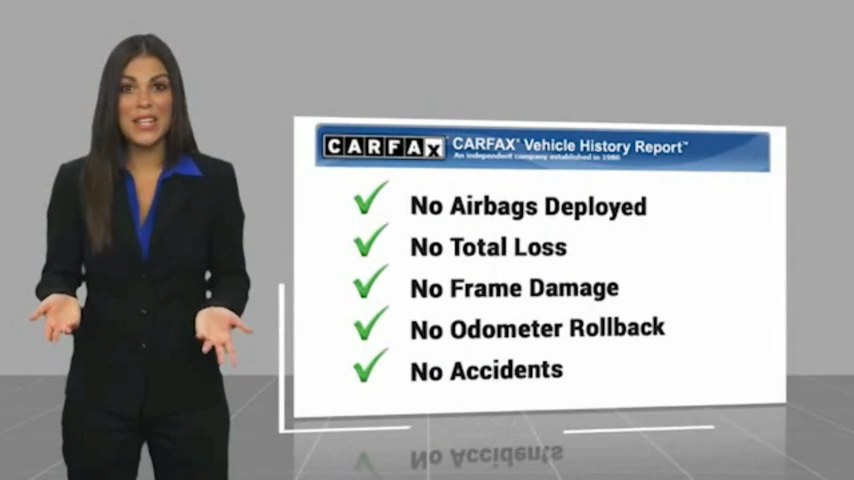 CARFAX CARFAX® Vehicle History Report™
An independent company established in 1986
No Airbags Deployed
No Total Loss
No Frame Damage
No Odometer Rollback
No Accidents
No Accidents